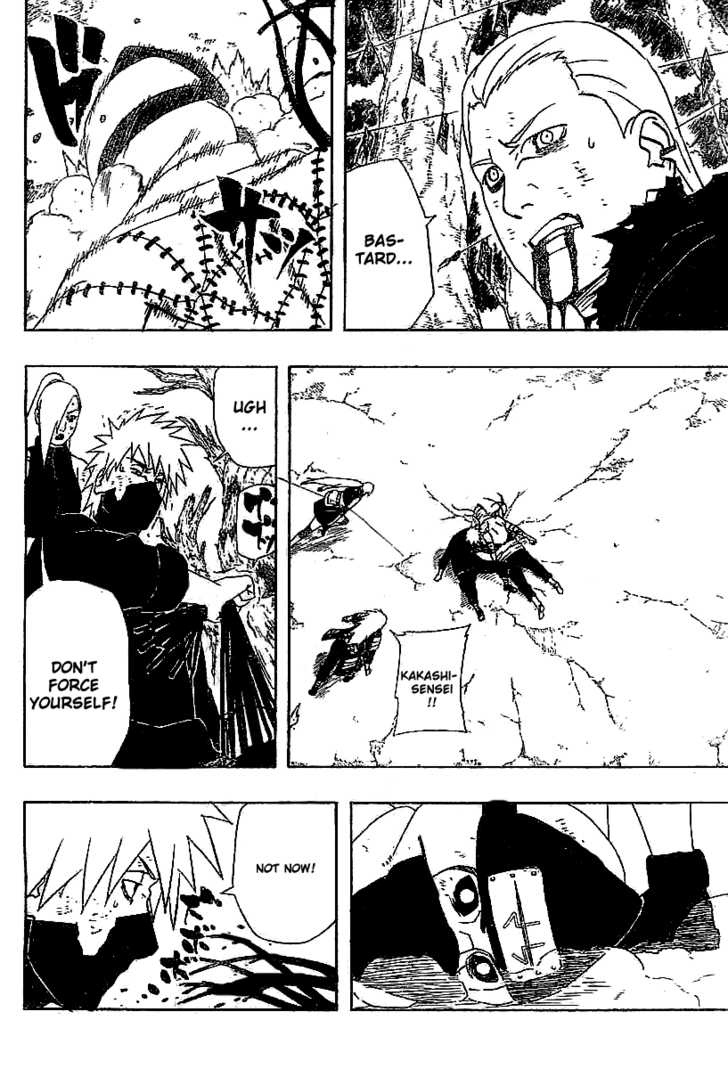 BAS-
TARD...
KAKASHI-
SENSEI
!!
UGH
...
DON'T
FORCE
YOURSELF!
NOT NOW!